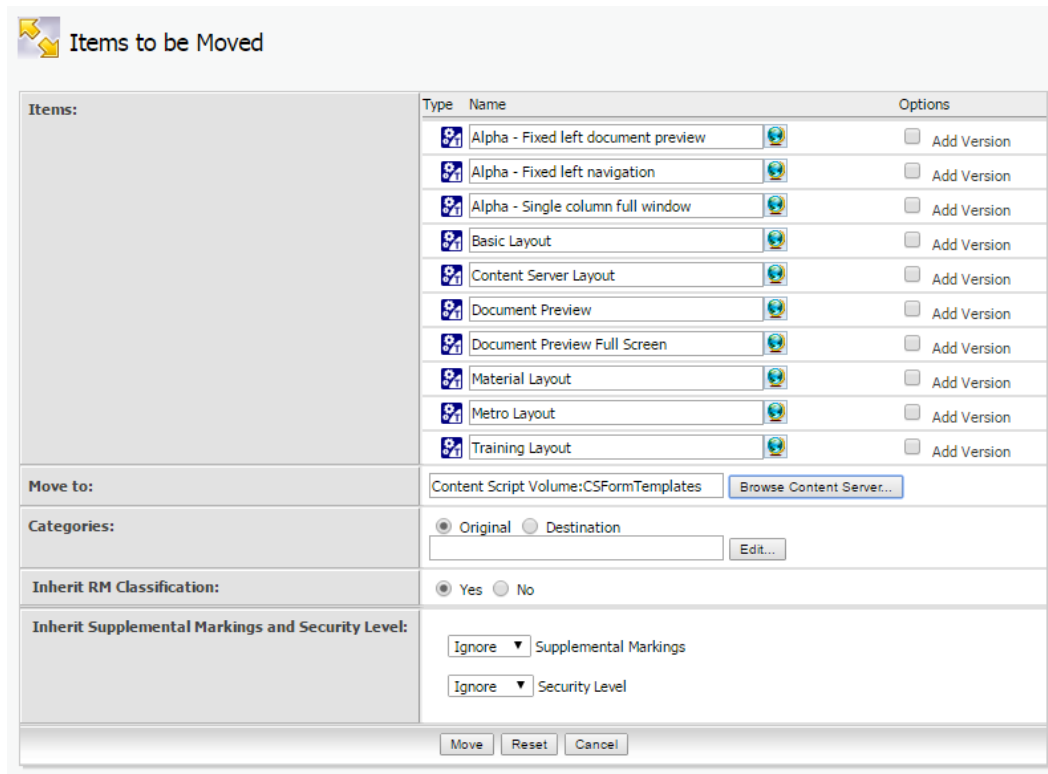 Items to be Moved
Items:
Type Name Options
Alpha - Fixed left document preview Add Version
Alpha - Fixed left navigation Add Version
Alpha - Single column full window Add Version
Basic Layout Add Version
Content Server Layout Add Version
Document Preview Add Version
Document Preview Full Screen Add Version
Material Layout Add Version
Metro Layout Add Version
Training Layout Add Version
Move to: Content Script Volume:CSFormTemplates Browse Content Server...
Categories: Original Destination
Edit...
Inherit RM Classification: Yes No
Inherit Supplemental Markings and Security Level:
Ignore Supplemental Markings
Ignore Security Level
Move Reset Cancel